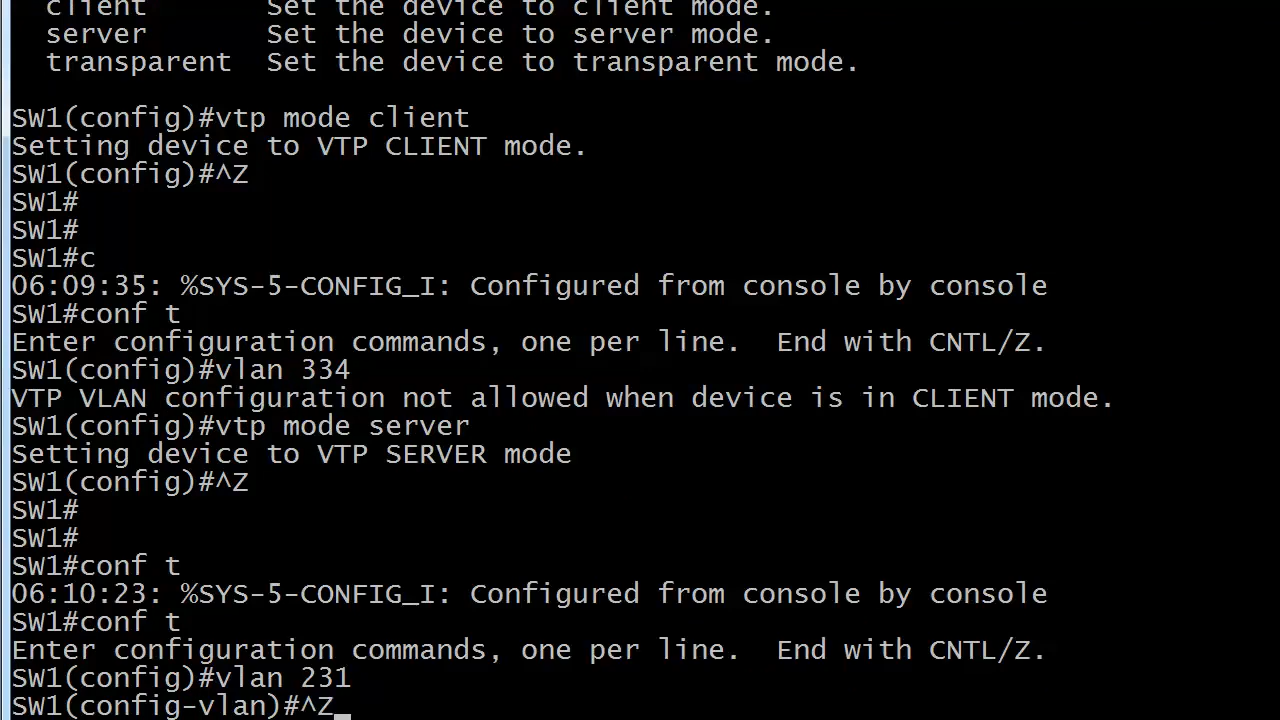 client       Set the device to client mode.
server       Set the device to server mode.
transparent  Set the device to transparent mode.
SW1(config)#vtp mode client
Setting device to VTP CLIENT mode.
SW1(config)#^Z
SW1#
SW1#
SW1#c
06:09:35: %SYS-5-CONFIG_I: Configured from console by console
SW1#conf t
Enter configuration commands, one per line.  End with CNTL/Z.
SW1(config)#vlan 334
VTP VLAN configuration not allowed when device is in CLIENT mode.
SW1(config)#vtp mode server
Setting device to VTP SERVER mode
SW1(config)#^Z
SW1#
SW1#
SW1#conf t
06:10:23: %SYS-5-CONFIG_I: Configured from console by console
SW1#conf t
Enter configuration commands, one per line.  End with CNTL/Z.
SW1(config)#vlan 231
SW1(config-vlan)#^Z_